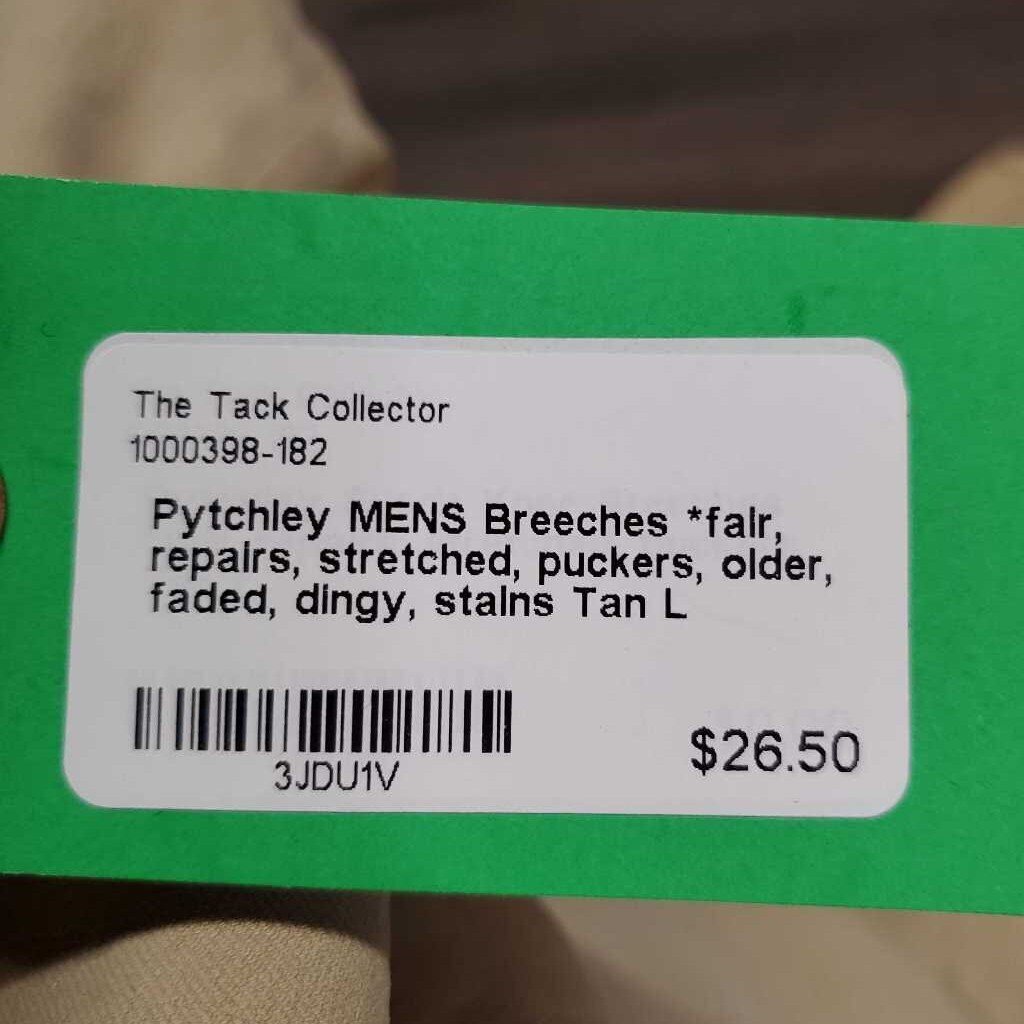 The Tack Collector
1000398-182
Pytchley MENS Breeches *fair,
repairs, stretched, puckers, older,
faded, dingy, stains Tan L
3JDU1V
$26.50